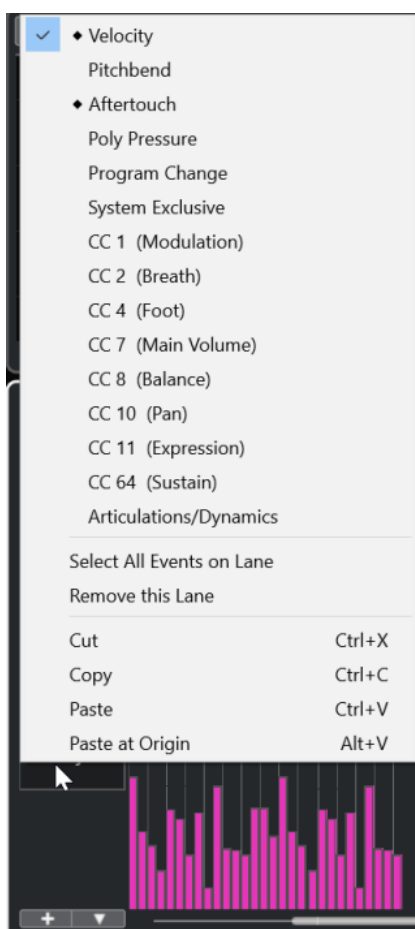 Velocity
Pitchbend
Aftertouch
Poly Pressure
Program Change
System Exclusive
CC 1 (Modulation)
CC 2 (Breath)
CC 4 (Foot)
CC 7 (Main Volume)
CC 8 (Balance)
CC 10 (Pan)
CC 11 (Expression)
CC 64 (Sustain)
Articulations/Dynamics
Select All Events on Lane
Remove this Lane
Cut Ctrl+X
Copy Ctrl+C
Paste Ctrl+V
Paste at Origin Alt+V